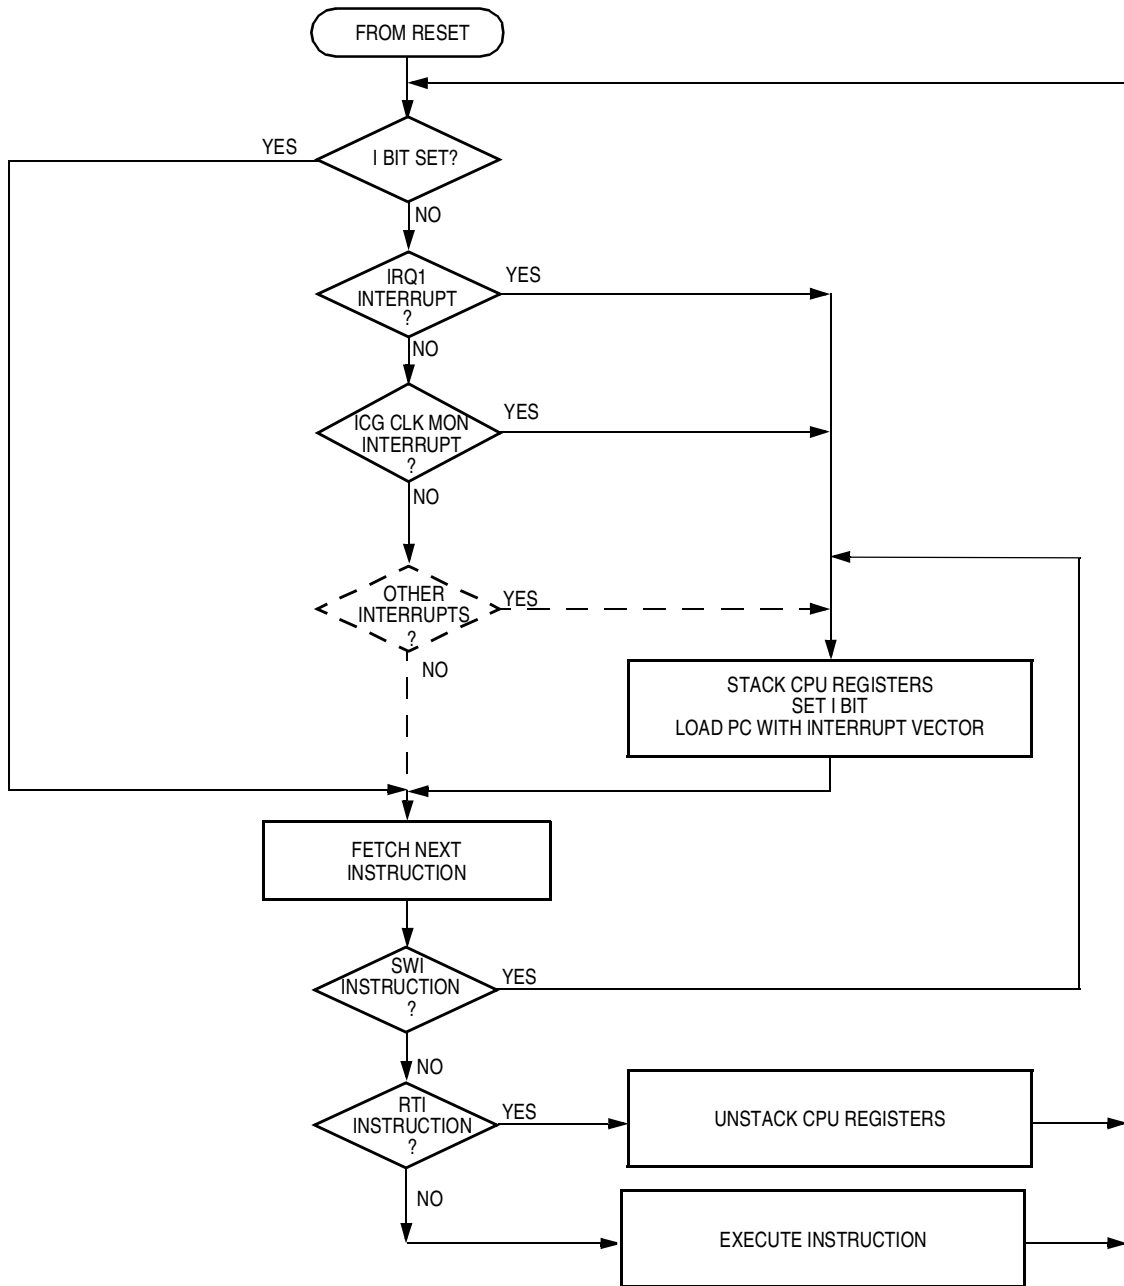 FROM RESET
YES
I BIT SET?
NO
IRQ1
INTERRUPT
?
YES
NO
ICG CLK MON
INTERRUPT
?
YES
NO
OTHER
INTERRUPTS
?
YES
NO
STACK CPU REGISTERS
SET I BIT
LOAD PC WITH INTERRUPT VECTOR
FETCH NEXT
INSTRUCTION
SWI
INSTRUCTION
?
YES
NO
RTI
INSTRUCTION
?
YES
UNSTACK CPU REGISTERS
NO
EXECUTE INSTRUCTION